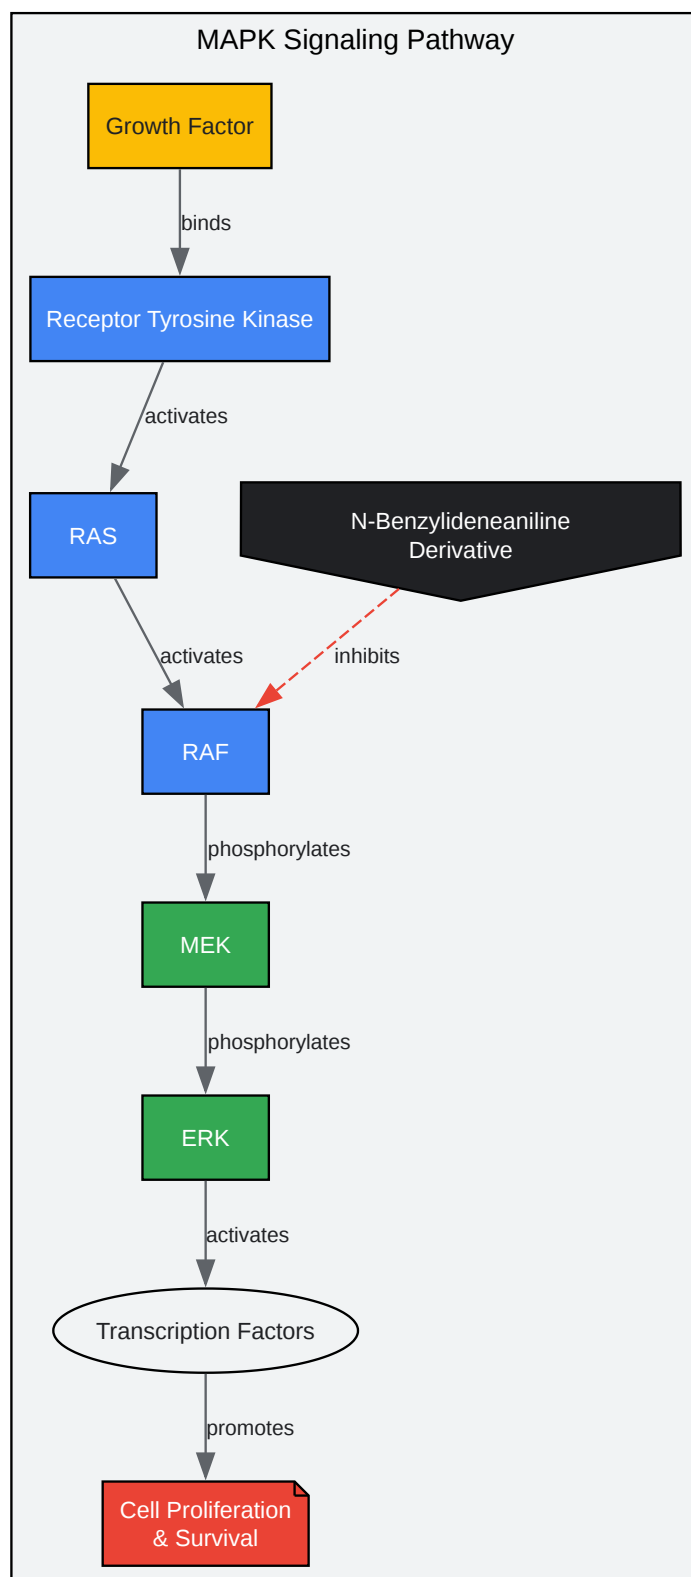 MAPK Signaling Pathway
Growth Factor
binds
Receptor Tyrosine Kinase
activates
RAS
N-Benzylideneaniline
Derivative
activates
inhibits
RAF
phosphorylates
MEK
phosphorylates
ERK
activates
Transcription Factors
promotes
Cell Proliferation
& Survival